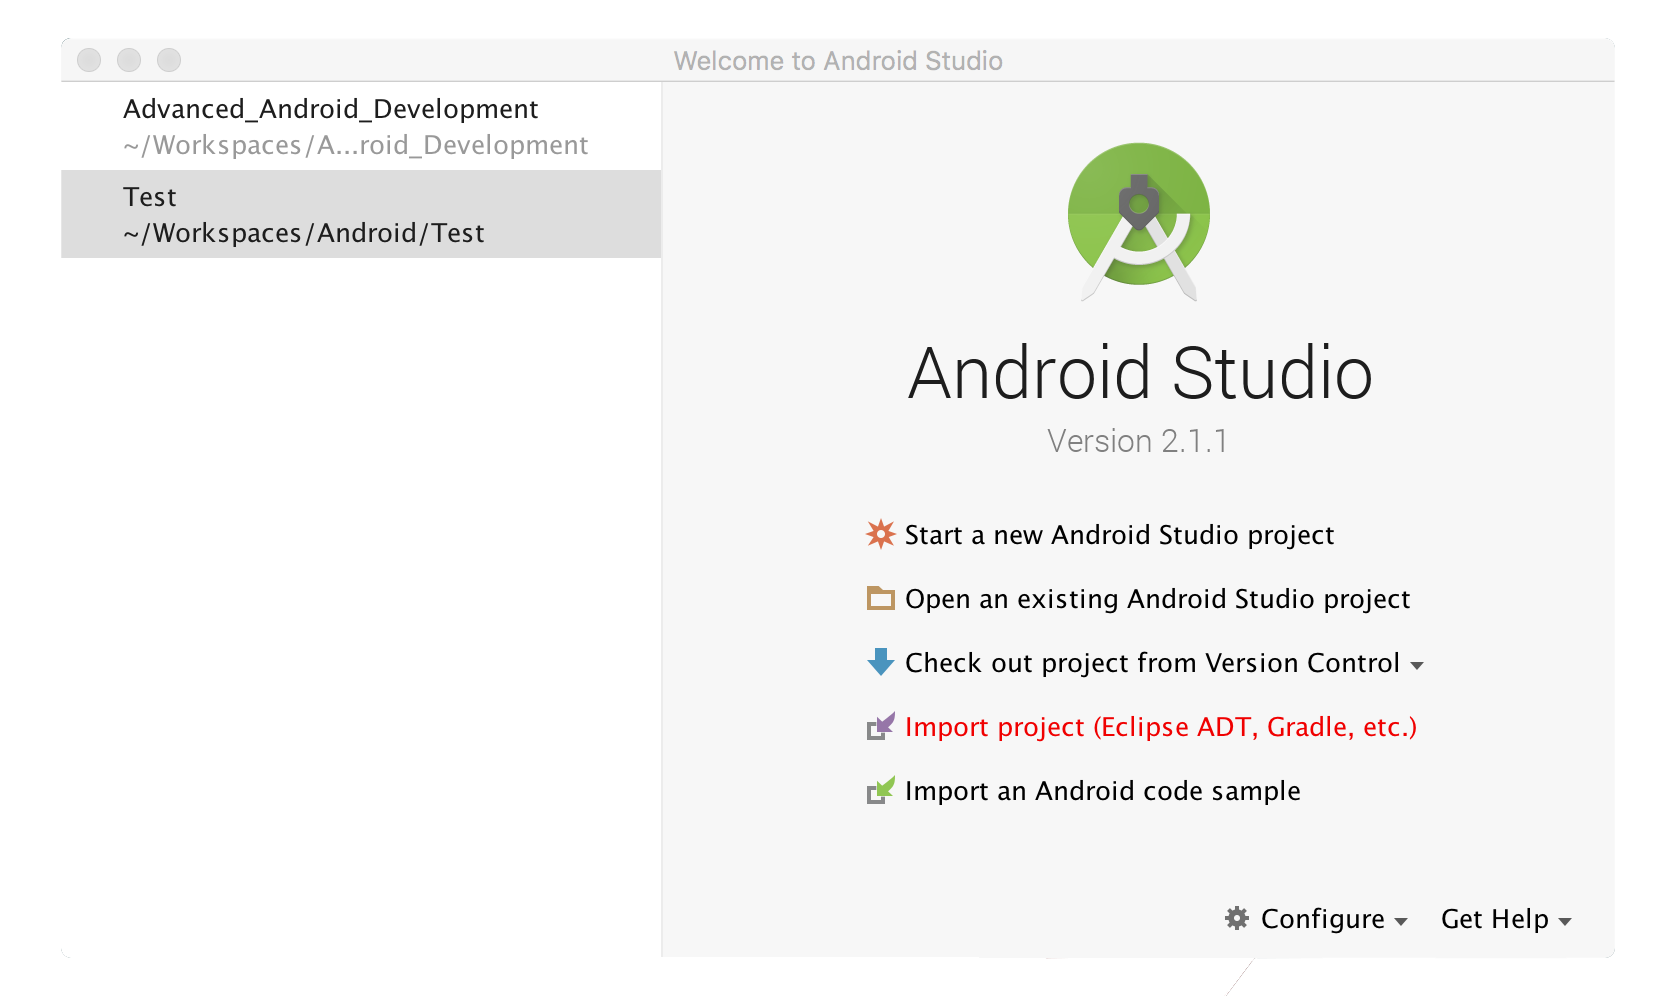 Welcome to Android Studio
Advanced_Android_Development
~/Workspaces/A...roid_Development
Test
~/Workspaces/Android/Test
Android Studio
Version 2.1.1
Start a new Android Studio project
Open an existing Android Studio project
Check out project from Version Control
Import project (Eclipse ADT, Gradle, etc.)
Import an Android code sample
Configure
Get Help